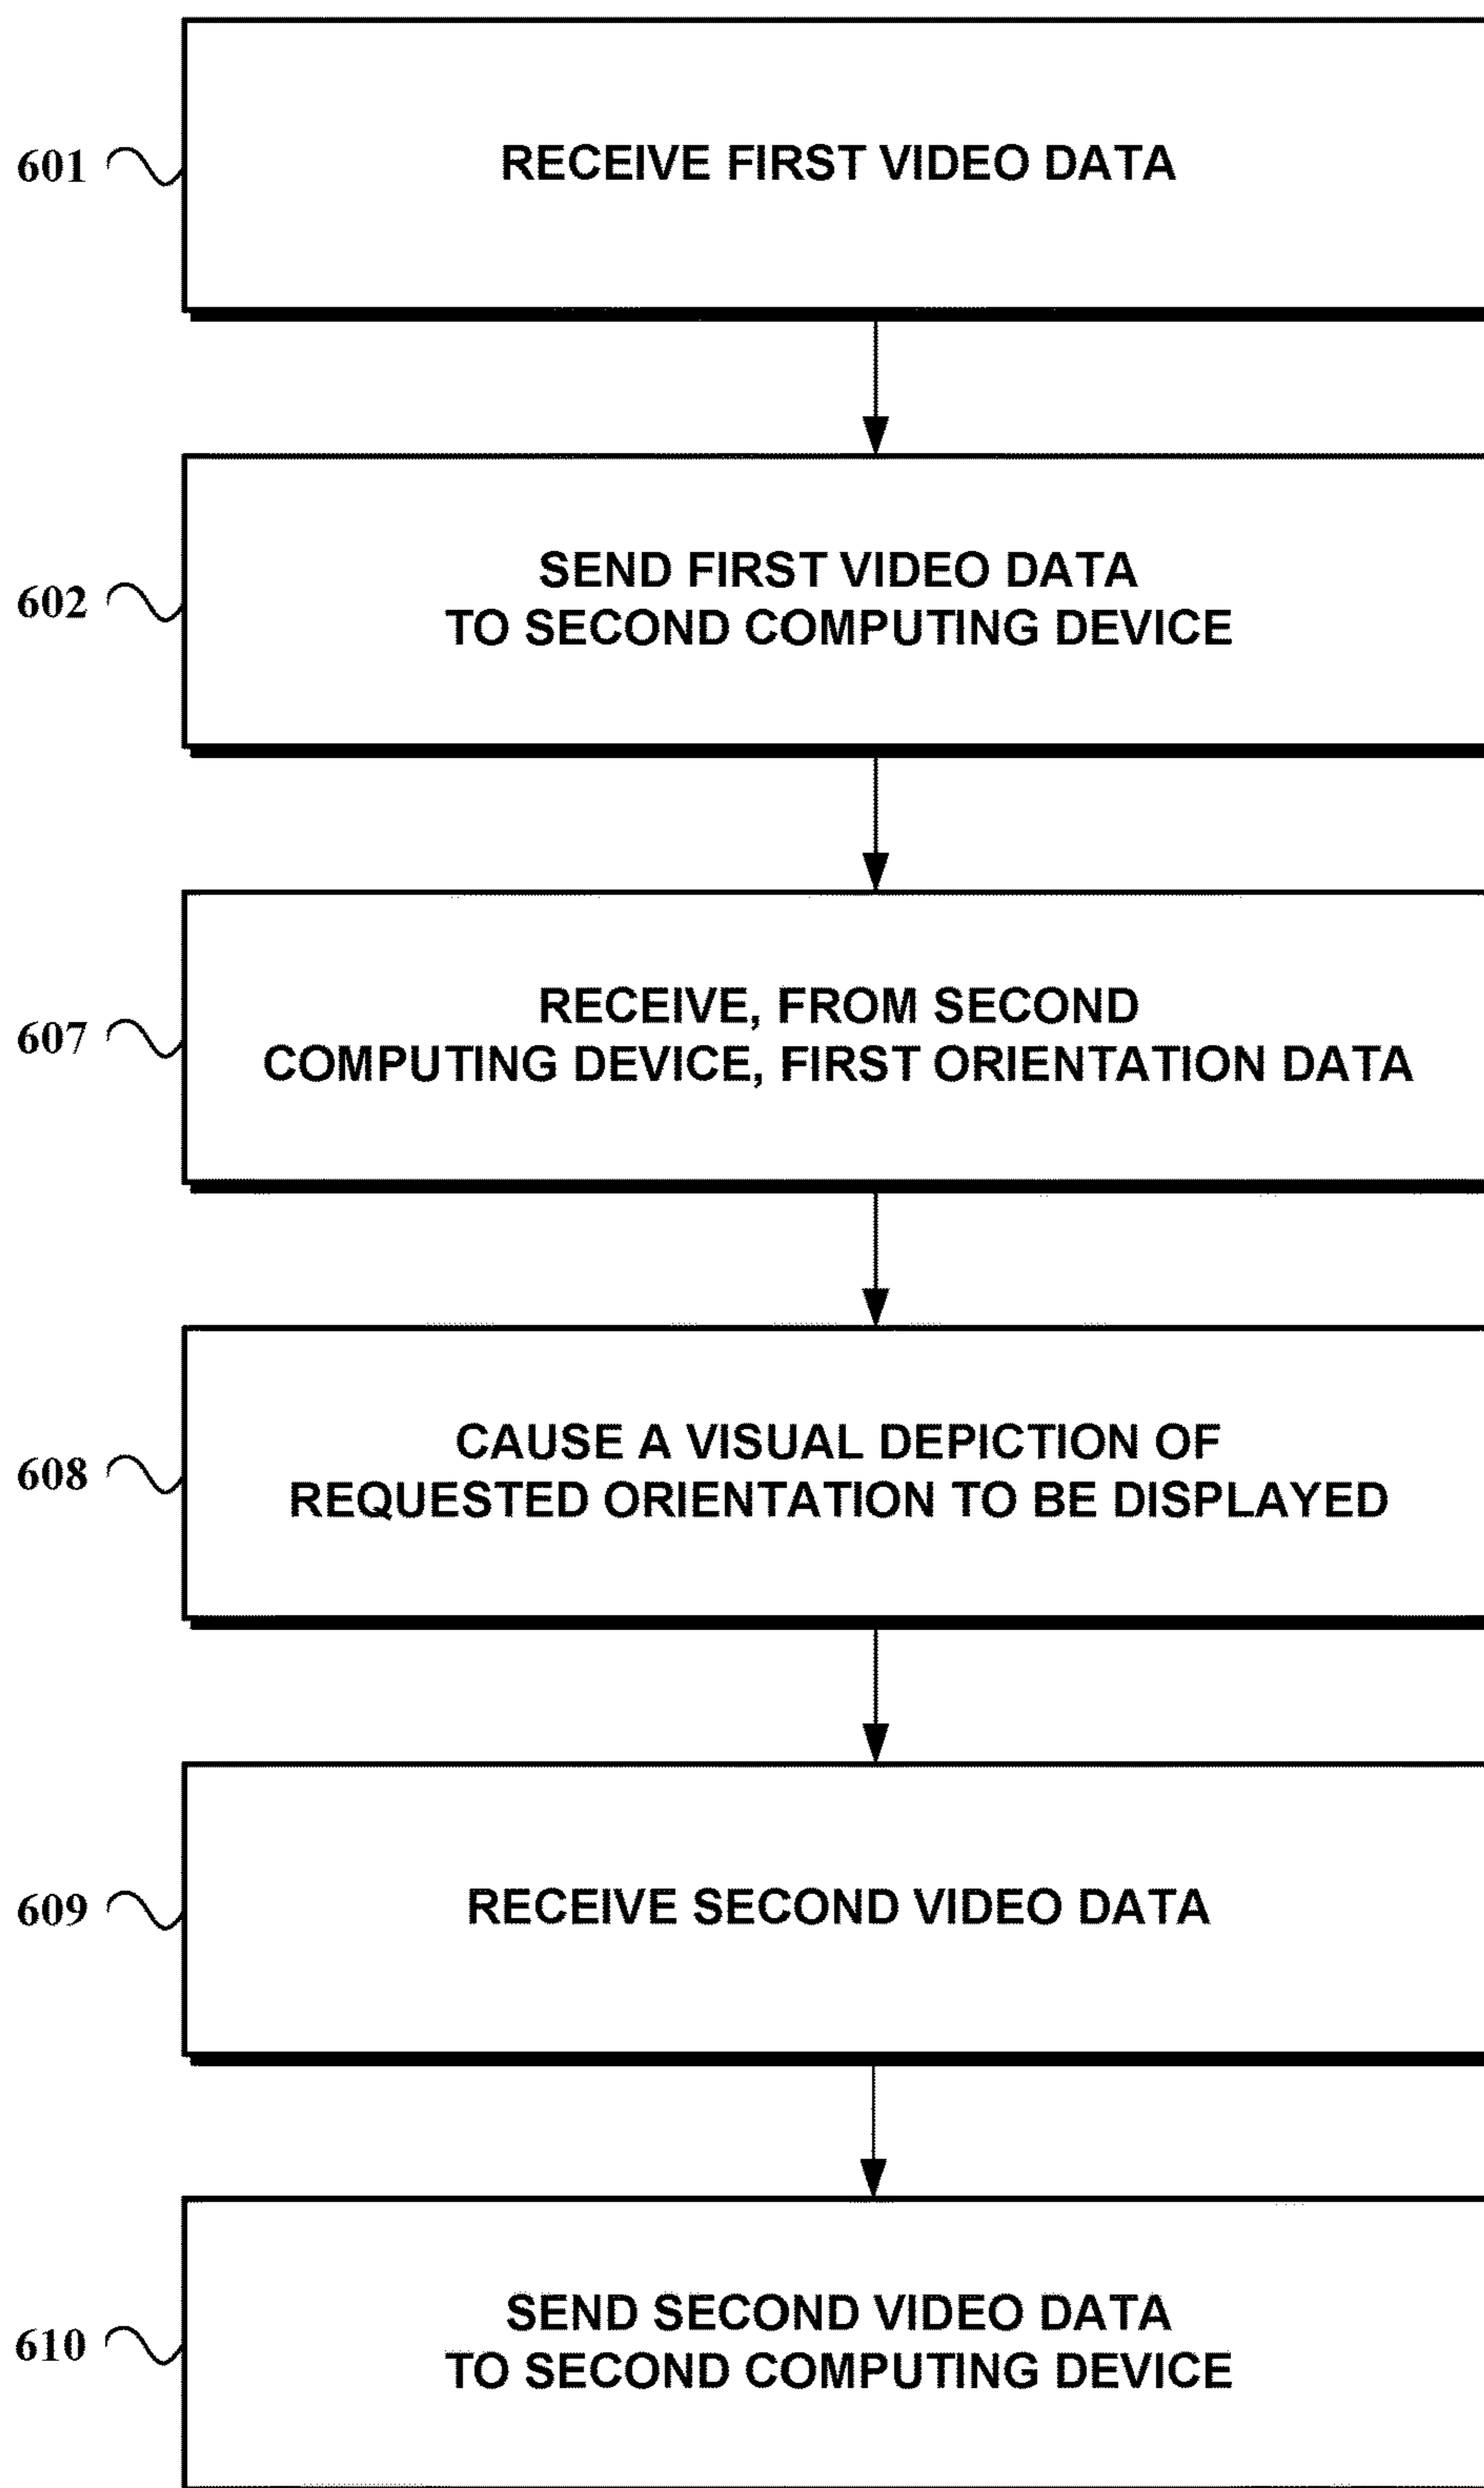 601
RECEIVE FIRST VIDEO DATA
602
SEND FIRST VIDEO DATA
TO SECOND COMPUTING DEVICE
607
RECEIVE, FROM SECOND
COMPUTING DEVICE, FIRST ORIENTATION DATA
608
CAUSE A VISUAL DEPICTION OF
REQUESTED ORIENTATION TO BE DISPLAYED
609
RECEIVE SECOND VIDEO DATA
610
SEND SECOND VIDEO DATA
TO SECOND COMPUTING DEVICE